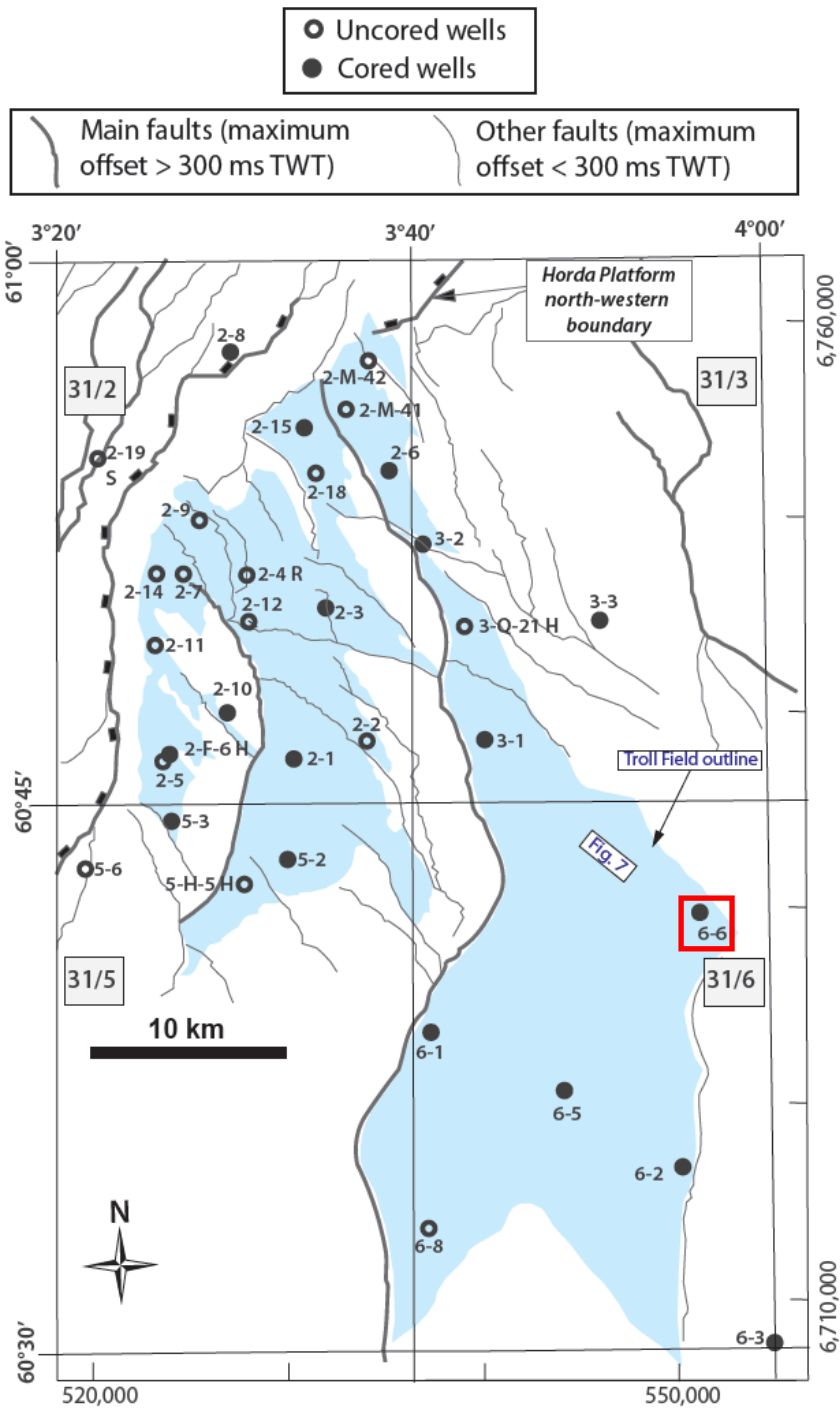 Uncored wells
Cored wells
Main faults (maximum
offset > 300 ms TWT)
Other faults (maximum
offset < 300 ms TWT)
3°20′
3°40′
4°00′
61°00′
Horda Platform
north-western
boundary
6,760,000
2-8
31/2
2-M-42
31/3
2-M-41
2-15
2-19
S
2-6
2-18
2-9
3-2
2-4 R
2-14
2-7
2-12
2-3
3-Q-21 H
3-3
2-11
2-10
2-2
3-1
2-F-6 H
2-5
2-1
Troll Field outline
60°45′
5-3
Fig. 7
5-2
5-6
5-H-5 H
6-6
31/5
31/6
10 km
6-1
6-5
6-2
N
6-8
6,710,000
6-3
60°30′
520,000
550,000